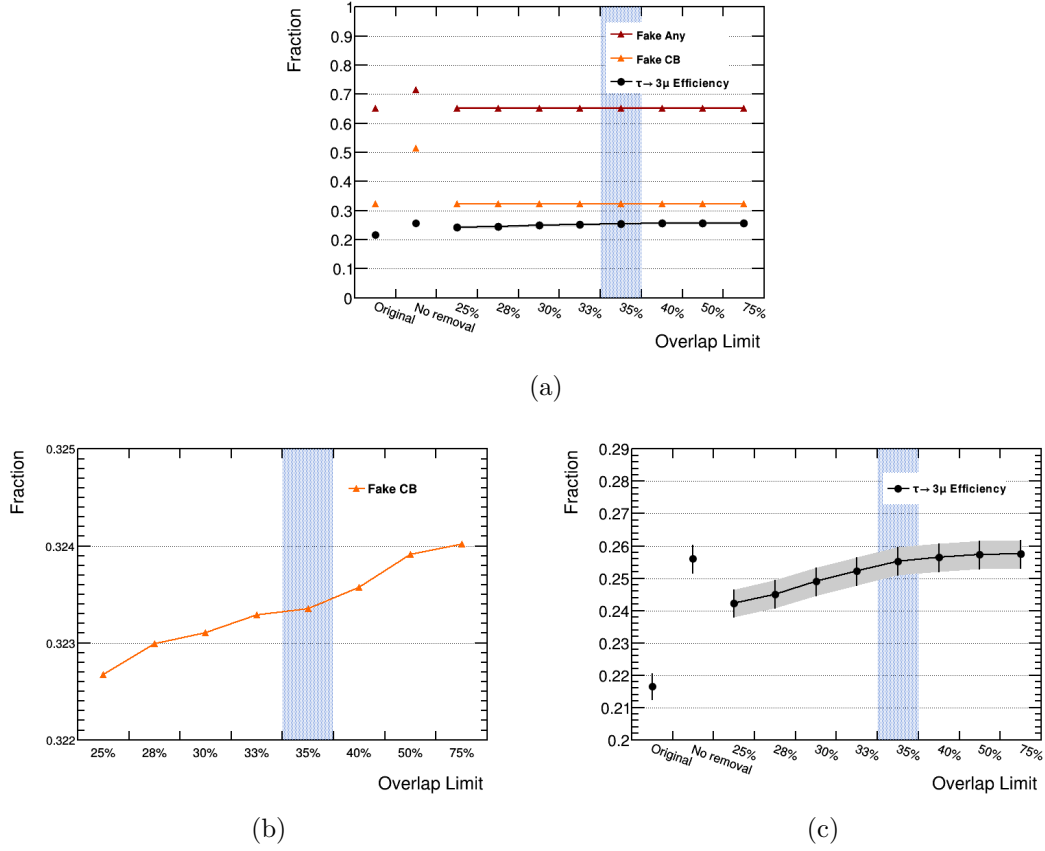 Fraction
1
0.9
0.8
0.7
0.6
0.5
0.4
0.3
0.2
0.1
0
Fake Any
Fake CB
τ→ 3μ Efficiency
Original No removal 25% 28% 30% 33% 35% 40% 50% 75%
Overlap Limit
(a)
Fraction
0.325
0.324
0.323
0.322
Fake CB
25% 28% 30% 33% 35% 40% 50% 75%
Overlap Limit
(b)
Fraction
0.29
0.28
0.27
0.26
0.25
0.24
0.23
0.22
0.21
0.2
τ→ 3μ Efficiency
Original No removal 25% 28% 30% 33% 35% 40% 50% 75%
Overlap Limit
(c)